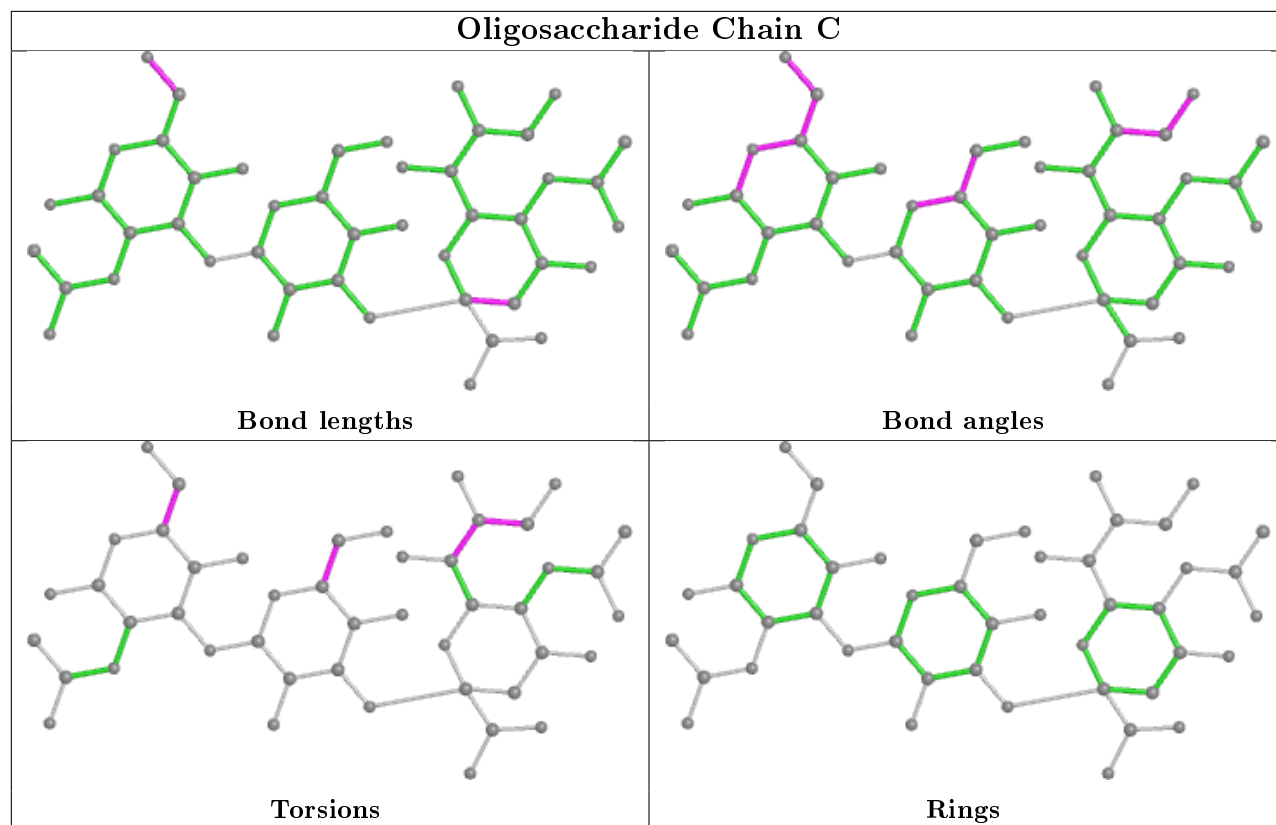 Oligosaccharide Chain C
Bond lengths
Bond angles
Torsions
Rings